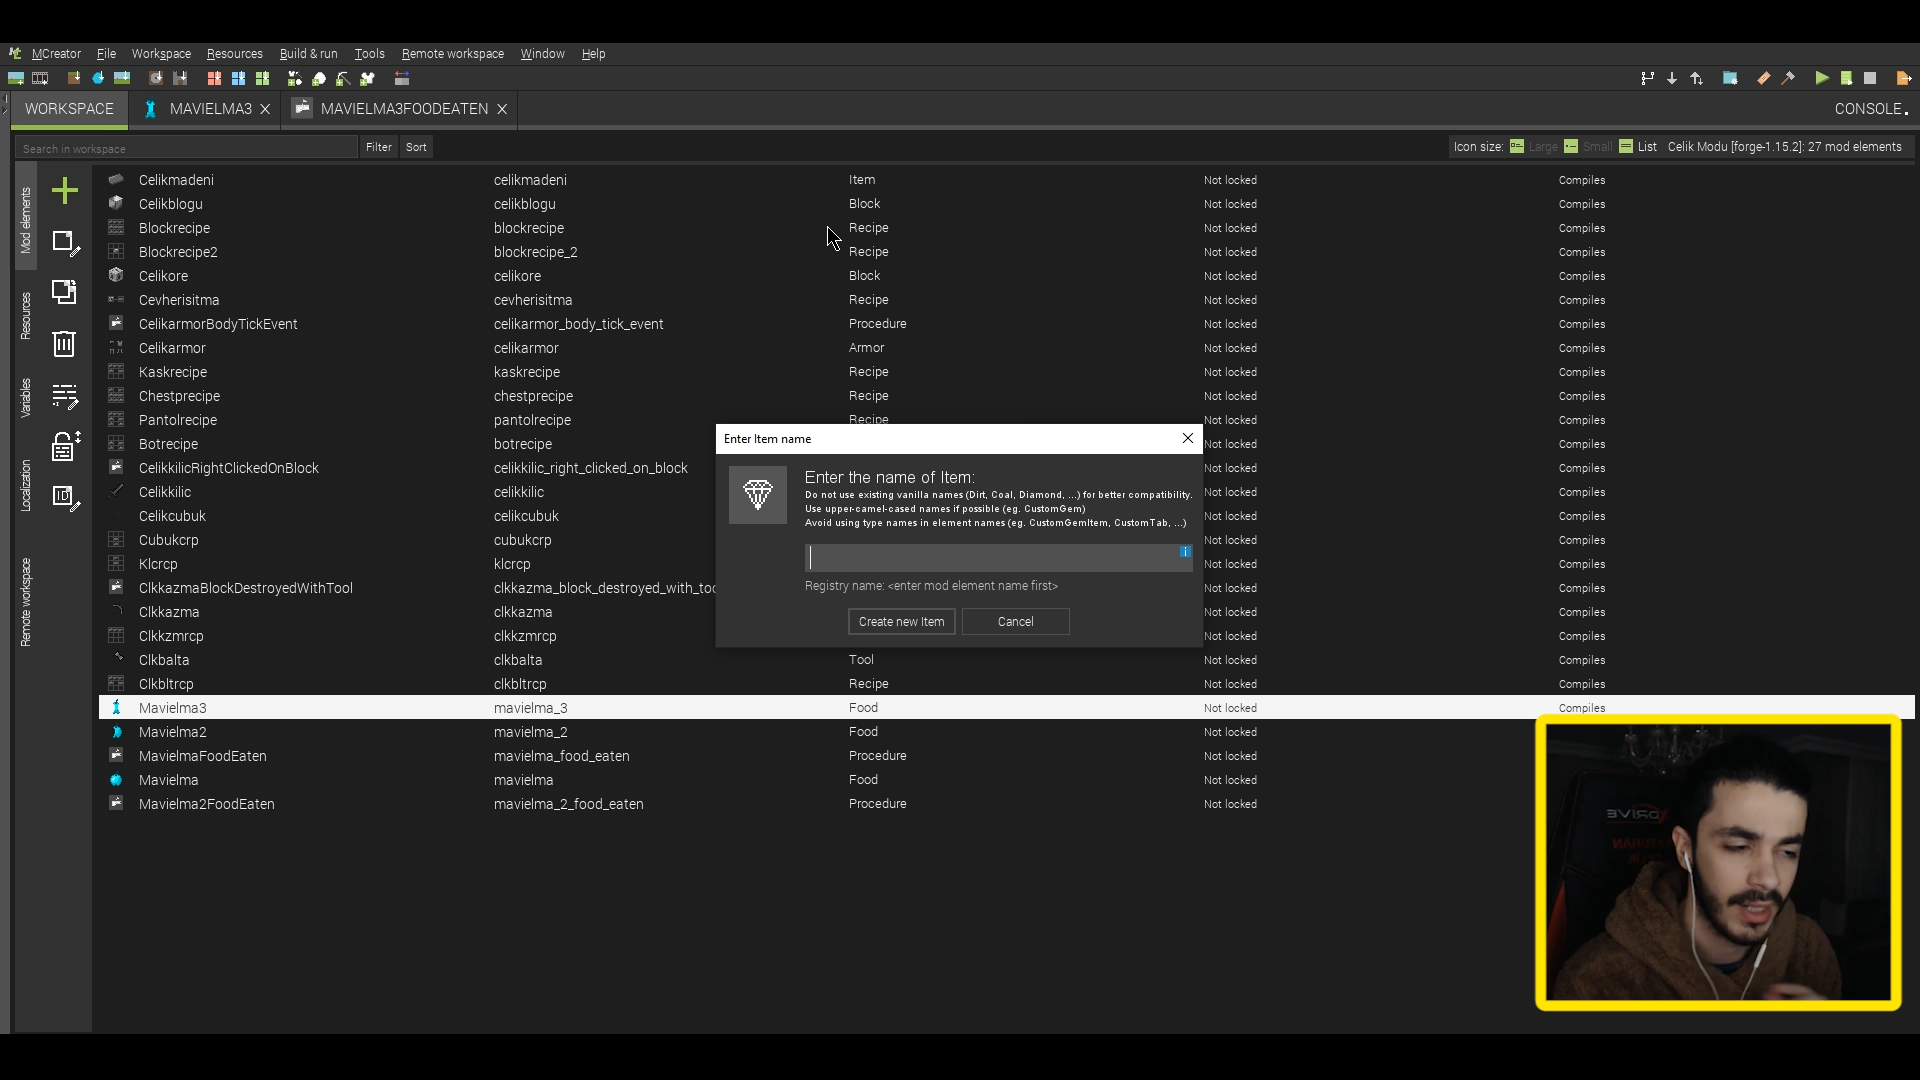 MCreator File Workspace Resources Build & run Tools Remote workspace Window Help
WORKSPACE MAVIELMA3 MAVIELMA3FOODEATEN CONSOLE
Search in workspace Filter Sort Icon size: Large Small List Celik Modu [forge-1.15.2]: 27 mod elements
Mod elements
Resources
Variables
Localization
Remote workspace
Celikmadeni celikmadeni Item Not locked Compiles
Celikblogu celikblogu Block Not locked Compiles
Blockrecipe blockrecipe Recipe Not locked Compiles
Blockrecipe2 blockrecipe_2 Recipe Not locked Compiles
Celikore celikore Block Not locked Compiles
Cevherisitma cevherisitma Recipe Not locked Compiles
CelikarmorBodyTickEvent celikarmor_body_tick_event Procedure Not locked Compiles
Celikarmor celikarmor Armor Not locked Compiles
Kaskrecipe kaskrecipe Recipe Not locked Compiles
Chestprecipe chestprecipe Recipe Not locked Compiles
Pantolrecipe pantolrecipe Recipe Not locked Compiles
Botrecipe botrecipe Not locked Compiles
CelikkilicRightClickedOnBlock celikkilic_right_clicked_on_block Not locked Compiles
Celikkilic celikkilic Not locked Compiles
Celikcubuk celikcubuk Not locked Compiles
Cubukcrp cubukcrp Not locked Compiles
Klcrcp klcrcp Not locked Compiles
ClkkazmaBlockDestroyedWithTool clkkazma_block_destroyed_with_too Not locked Compiles
Clkkazma clkkazma Not locked Compiles
Clkkzmrcp clkkzmrcp Not locked Compiles
Clkbalta clkbalta Tool Not locked Compiles
Clkbltrcp clkbltrcp Recipe Not locked Compiles
Mavielma3 mavielma_3 Food Not locked Compiles
Mavielma2 mavielma_2 Food Not locked
MavielmaFoodEaten mavielma_food_eaten Procedure Not locked
Mavielma mavielma Food Not locked
Mavielma2FoodEaten mavielma_2_food_eaten Procedure Not locked
Enter Item name
Enter the name of Item:
Do not use existing vanilla names (Dirt, Coal, Diamond, ...) for better compatibility.
Use upper-camel-cased names if possible (eg. CustomGem)
Avoid using type names in element names (eg. CustomGemItem, CustomTab, ...)
Registry name: <enter mod element name first>
Create new Item Cancel